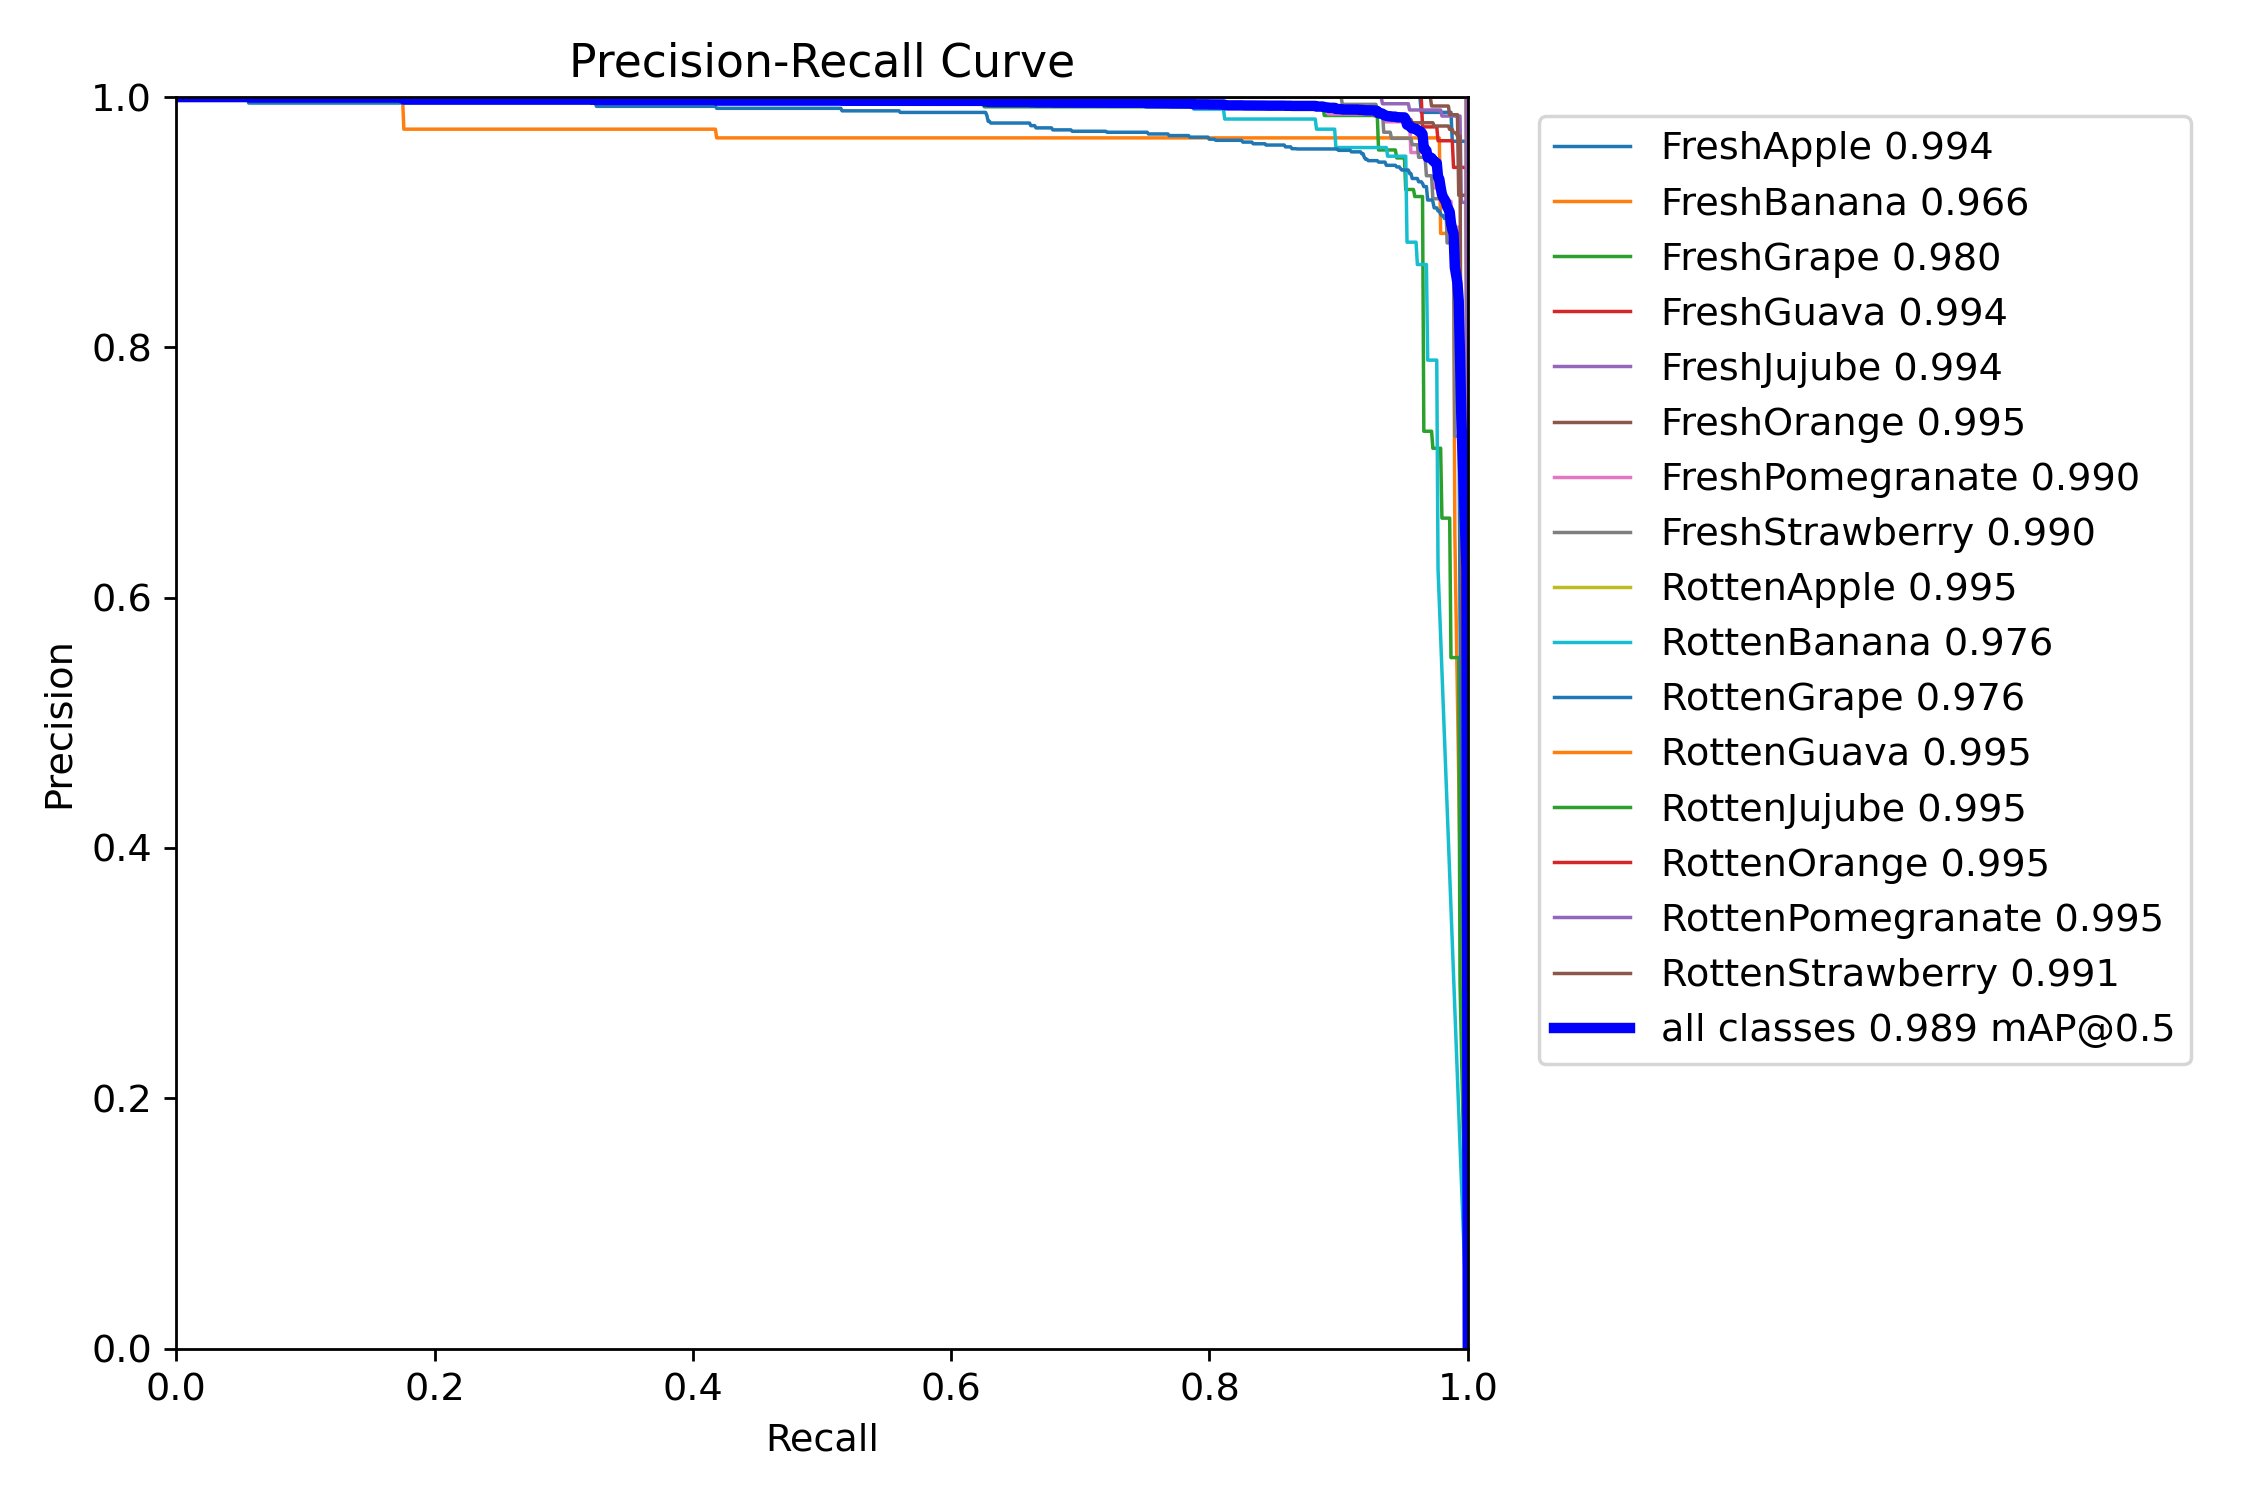 Precision-Recall Curve
1.0
0.8
0.6
0.4
0.2
0.0
Precision
0.0 0.2 0.4 0.6 0.8 1.0
Recall
FreshApple 0.994
FreshBanana 0.966
FreshGrape 0.980
FreshGuava 0.994
FreshJujube 0.994
FreshOrange 0.995
FreshPomegranate 0.990
FreshStrawberry 0.990
RottenApple 0.995
RottenBanana 0.976
RottenGrape 0.976
RottenGuava 0.995
RottenJujube 0.995
RottenOrange 0.995
RottenPomegranate 0.995
RottenStrawberry 0.991
all classes 0.989 mAP@0.5